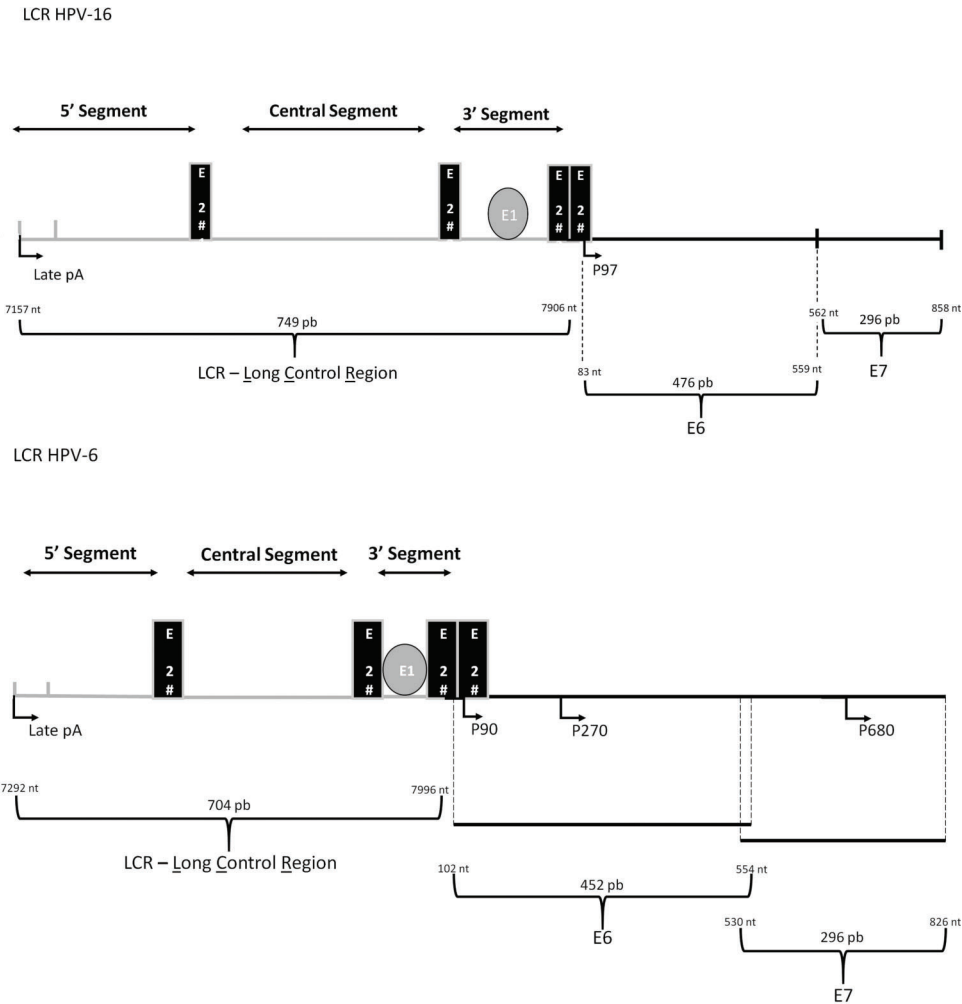 LCR HPV-16
5’ Segment
Central Segment
3’ Segment
E 2 #
E 2 #
E1
E 2 #
E 2 #
Late pA
P97
7157 nt
749 pb
7906 nt
LCR – Long Control Region
562 nt
296 pb
858 nt
E7
83 nt
476 pb
559 nt
E6
LCR HPV-6
5’ Segment
Central Segment
3’ Segment
E 2 #
E 2 #
E1
E 2 #
E 2 #
Late pA
P90
P270
P680
7292 nt
704 pb
7996 nt
LCR – Long Control Region
102 nt
452 pb
554 nt
E6
530 nt
296 pb
826 nt
E7